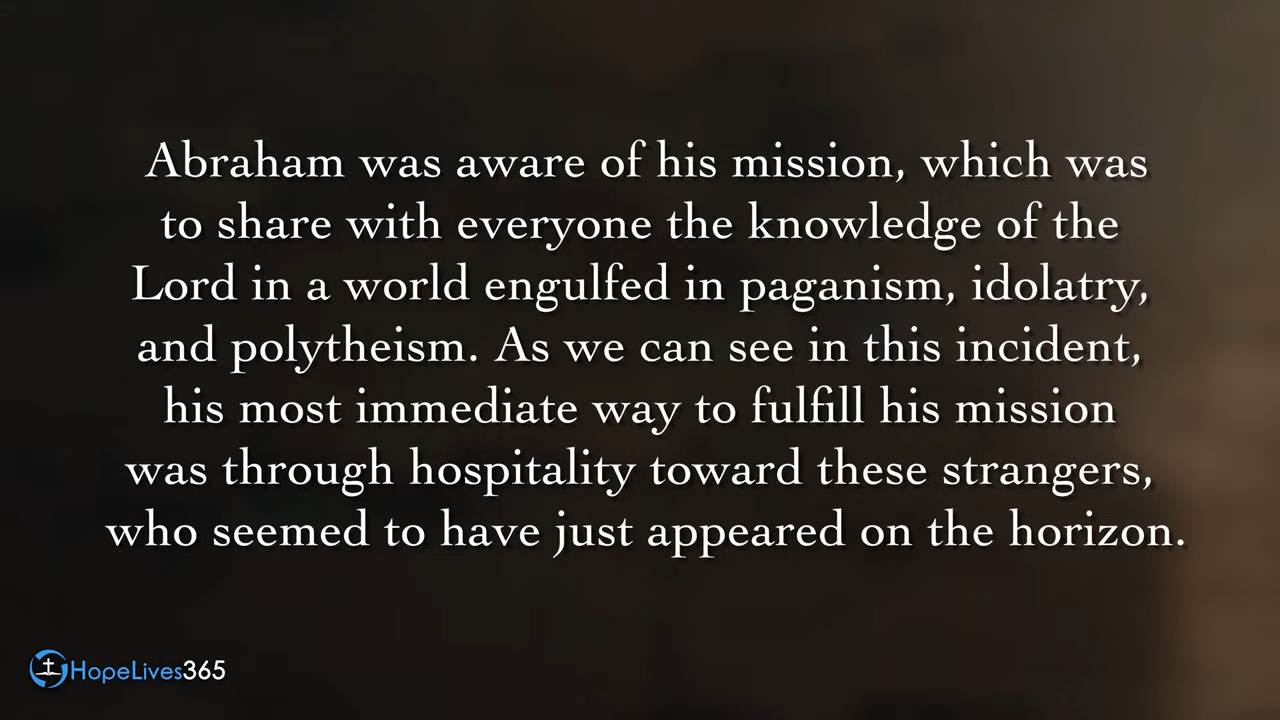 Abraham was aware of his mission, which was
to share with everyone the knowledge of the
Lord in a world engulfed in paganism, idolatry,
and polytheism. As we can see in this incident,
his most immediate way to fulfill his mission
was through hospitality toward these strangers,
who seemed to have just appeared on the horizon.
HopeLives365